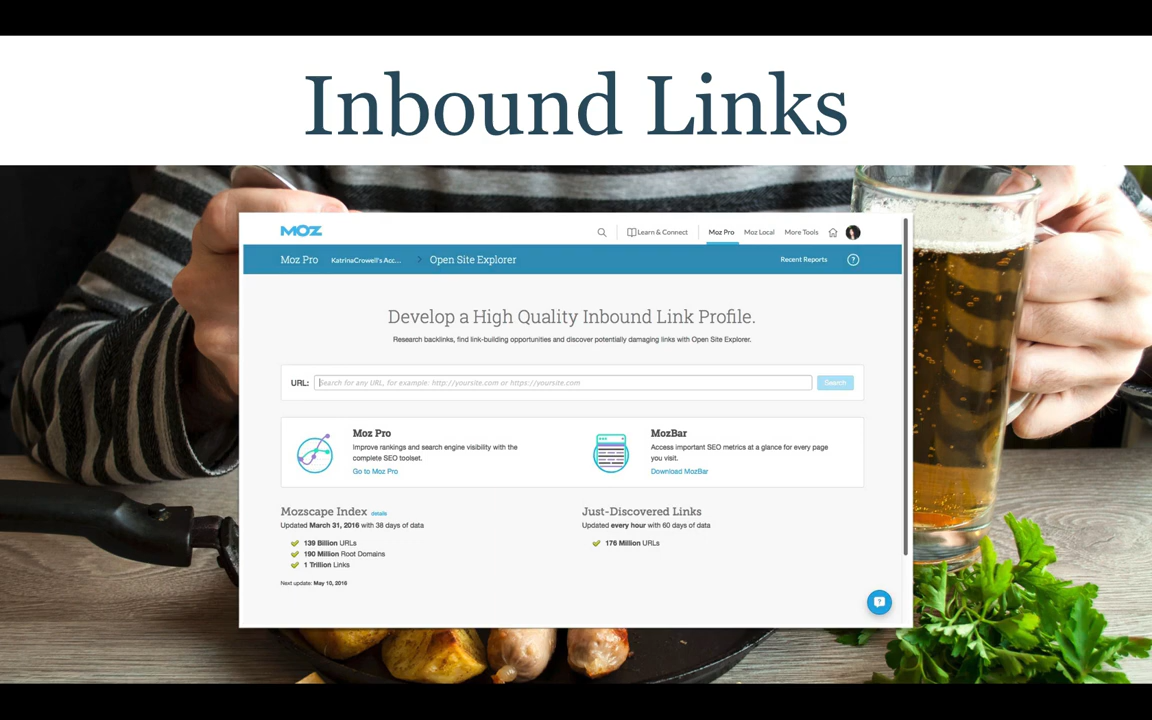 Inbound Links
MOZ
Learn & Connect
Moz Pro
Moz Local
More Tools
Moz Pro
KatrinaCrowell's Acc...
Open Site Explorer
Recent Reports
?
Develop a High Quality Inbound Link Profile.
Research backlinks, find link-building opportunities and discover potentially damaging links with Open Site Explorer.
URL:
Search for any URL, for example: http://yoursite.com or https://yoursite.com
Search
Moz Pro
Improve rankings and search engine visibility with the
complete SEO toolset.
Go to Moz Pro
MozBar
Access important SEO metrics at a glance for every page
you visit.
Download MozBar
Mozscape Index details
Updated March 31, 2016 with 38 days of data
139 Billion URLs
190 Million Root Domains
1 Trillion Links
Next update: May 10, 2016
Just-Discovered Links
Updated every hour with 60 days of data
176 Million URLs
?